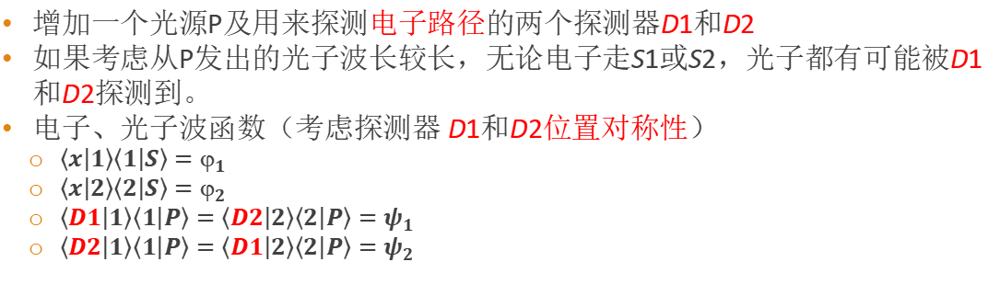 • 增加一个光源P及用来探测电子路径的两个探测器D1和D2
• 如果考虑从P发出的光子波长较长，无论电子走S1或S2，光子都有可能被D1
和D2探测到。
• 电子、光子波函数（考虑探测器 D1和D2位置对称性）
○ ⟨x|1⟩⟨1|S⟩ = φ₁
○ ⟨x|2⟩⟨2|S⟩ = φ₂
○ ⟨D1|1⟩⟨1|P⟩ = ⟨D2|2⟩⟨2|P⟩ = ψ₁
○ ⟨D2|1⟩⟨1|P⟩ = ⟨D1|2⟩⟨2|P⟩ = ψ₂